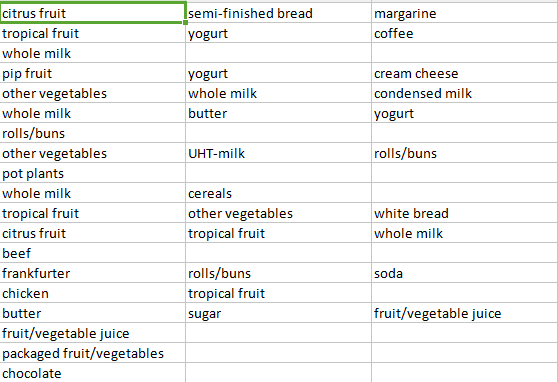 citrus fruit semi-finished bread margarine
tropical fruit yogurt coffee
whole milk
pip fruit yogurt cream cheese
other vegetables whole milk condensed milk
whole milk butter yogurt
rolls/buns
other vegetables UHT-milk rolls/buns
pot plants
whole milk cereals
tropical fruit other vegetables white bread
citrus fruit tropical fruit whole milk
beef
frankfurter rolls/buns soda
chicken tropical fruit
butter sugar fruit/vegetable juice
fruit/vegetable juice
packaged fruit/vegetables
chocolate